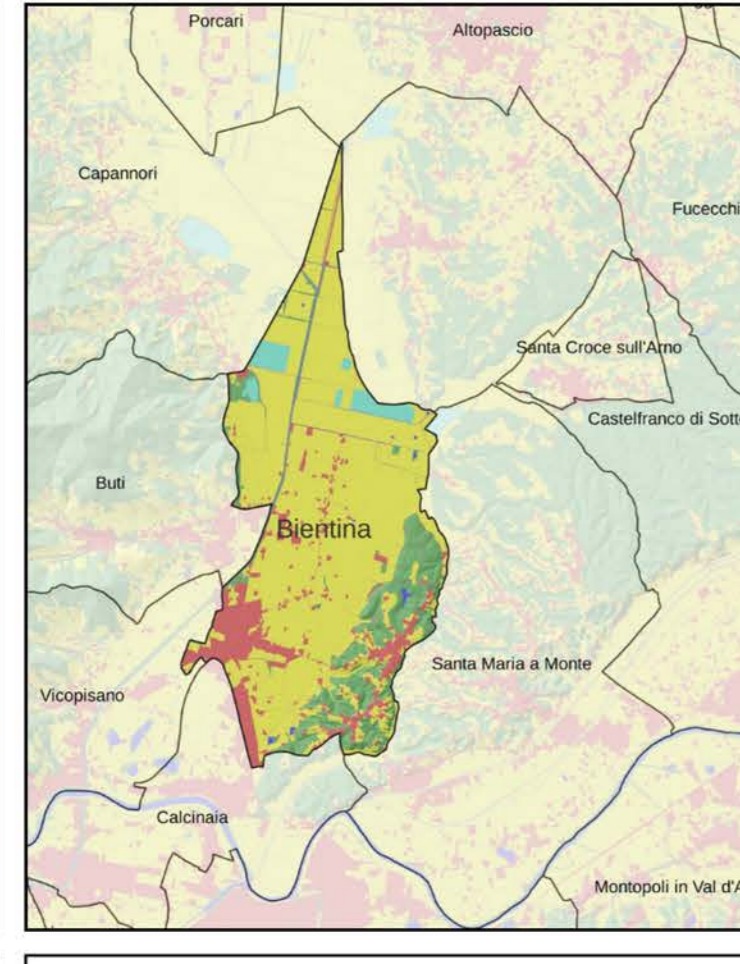 Porcari
Altopascio
Capannori
Fucecchi
Santa Croce sull'Arno
Castelfranco di Sott
Buti
Bientina
Santa Maria a Monte
Vicopisano
Calcinaia
Montopoli in Val d'A